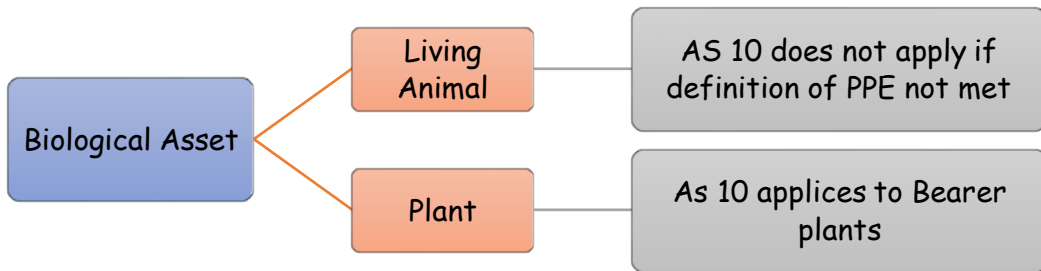 Biological Asset
Living
Animal
AS 10 does not apply if
definition of PPE not met
Plant
As 10 applices to Bearer
plants